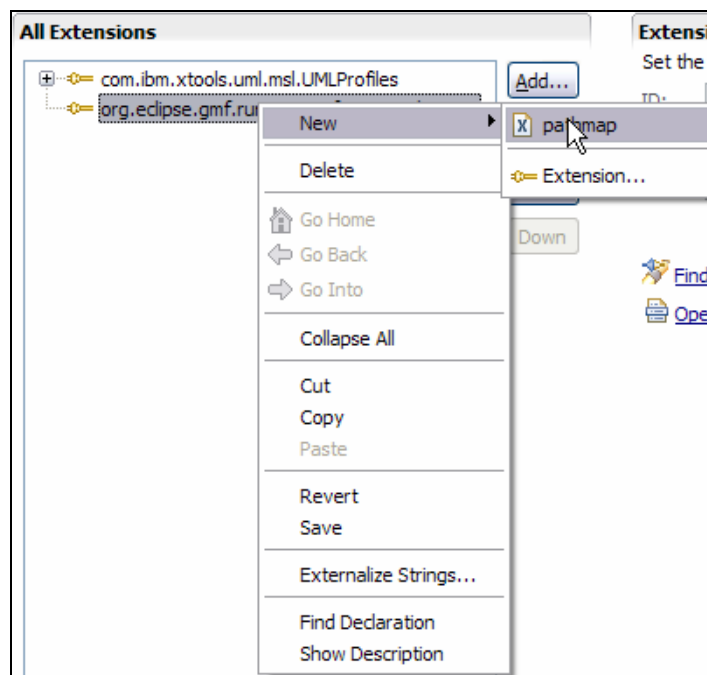 All Extensions
Extensi
Set the
com.ibm.xtools.uml.msl.UMLProfiles
Add...
org.eclipse.gmf.run
ID:
New
pathmap
Delete
Extension...
Go Home
Down
Go Back
Find
Go Into
Ope
Collapse All
Cut
Copy
Paste
Revert
Save
Externalize Strings...
Find Declaration
Show Description